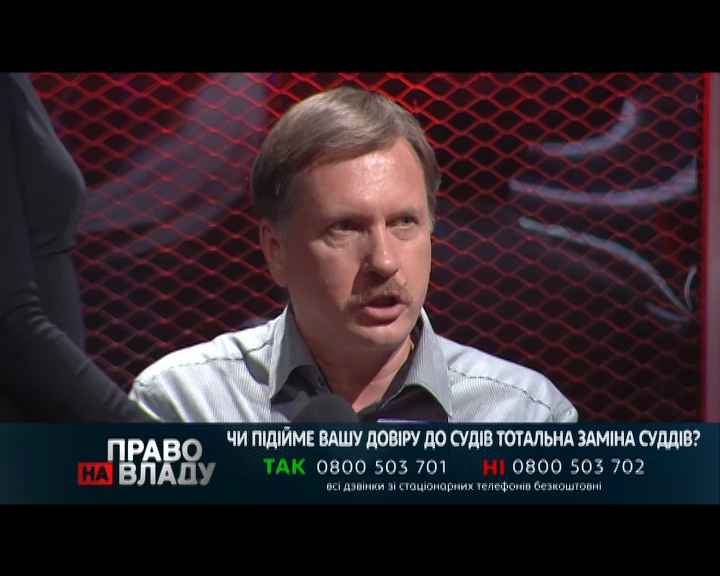 ПРАВО
НА ВЛАДУ
ЧИ ПІДІЙМЕ ВАШУ ДОВІРУ ДО СУДІВ ТОТАЛЬНА ЗАМІНА СУДДІВ?
ТАК 0800 503 701 НІ 0800 503 702
всі дзвінки зі стаціонарних телефонів безкоштовні